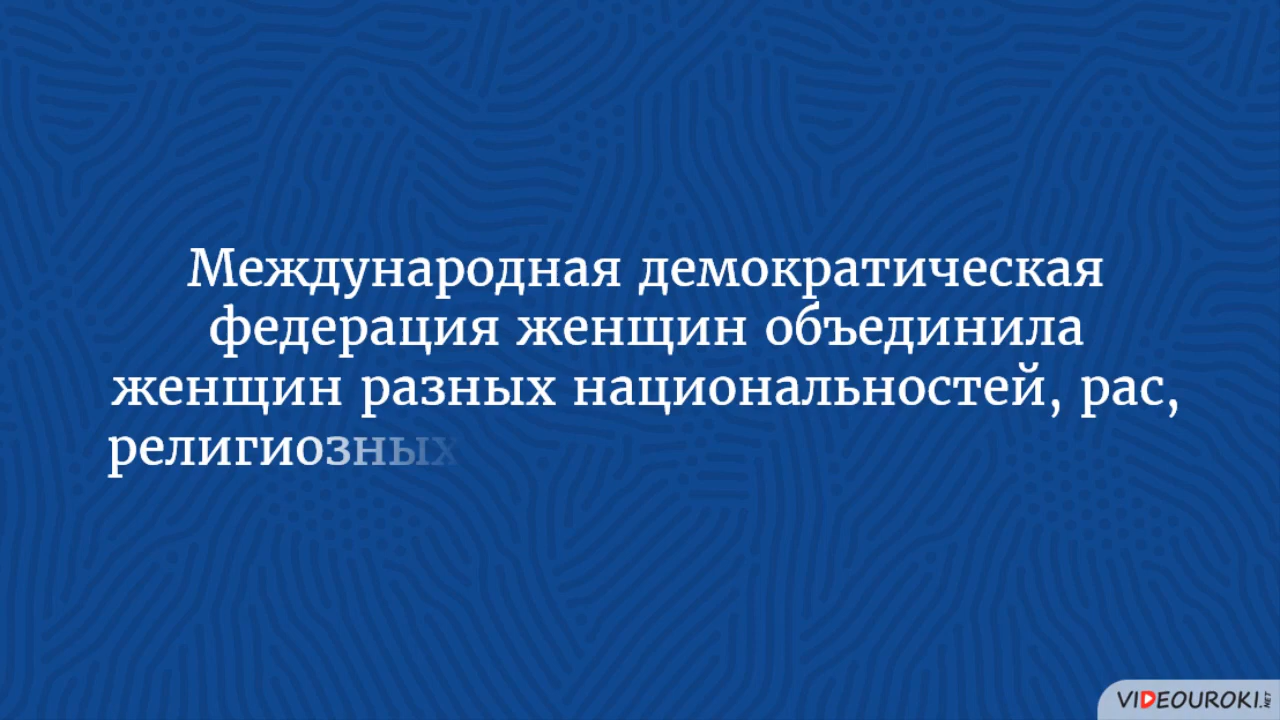 Международная демократическая
федерация женщин объединила
женщин разных национальностей, рас,
религиозных
VIDEOUROKI.NET